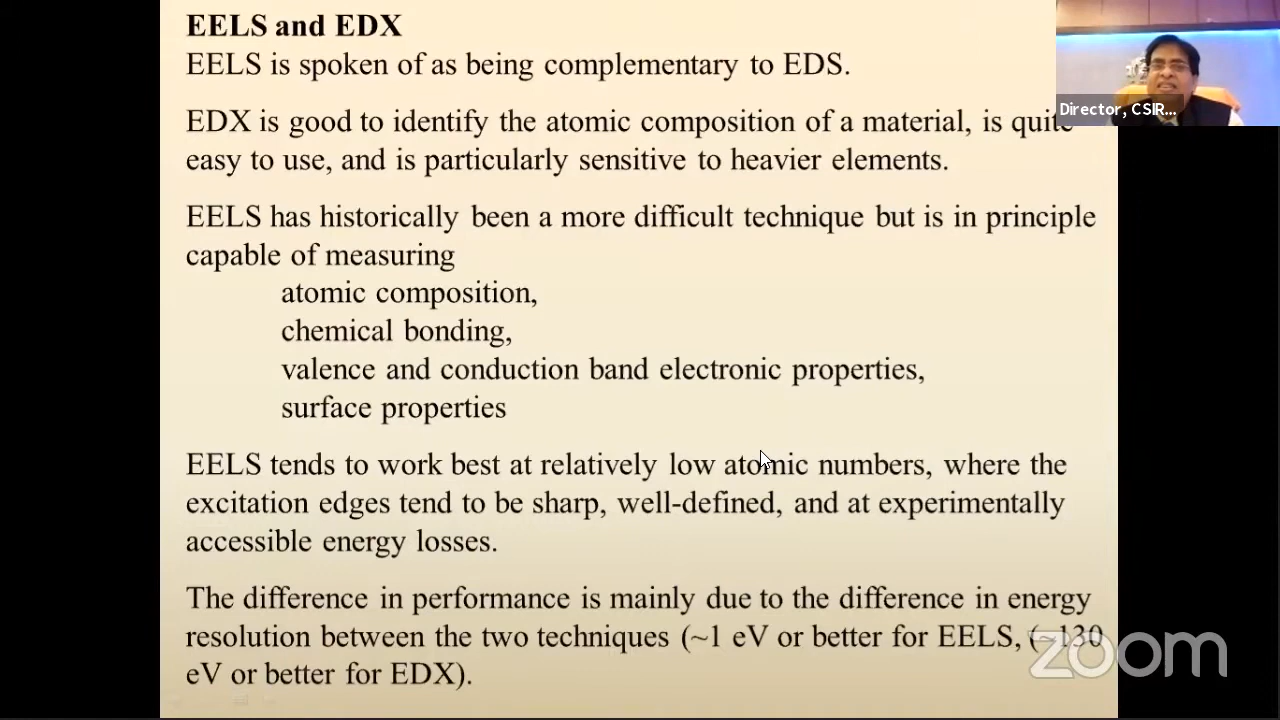 EELS and EDX
EELS is spoken of as being complementary to EDS.
EDX is good to identify the atomic composition of a material, is quite
easy to use, and is particularly sensitive to heavier elements.
EELS has historically been a more difficult technique but is in principle
capable of measuring
atomic composition,
chemical bonding,
valence and conduction band electronic properties,
surface properties
EELS tends to work best at relatively low atomic numbers, where the
excitation edges tend to be sharp, well-defined, and at experimentally
accessible energy losses.
The difference in performance is mainly due to the difference in energy
resolution between the two techniques (~1 eV or better for EELS, (~130
eV or better for EDX).
Director, CSIR...
zoom